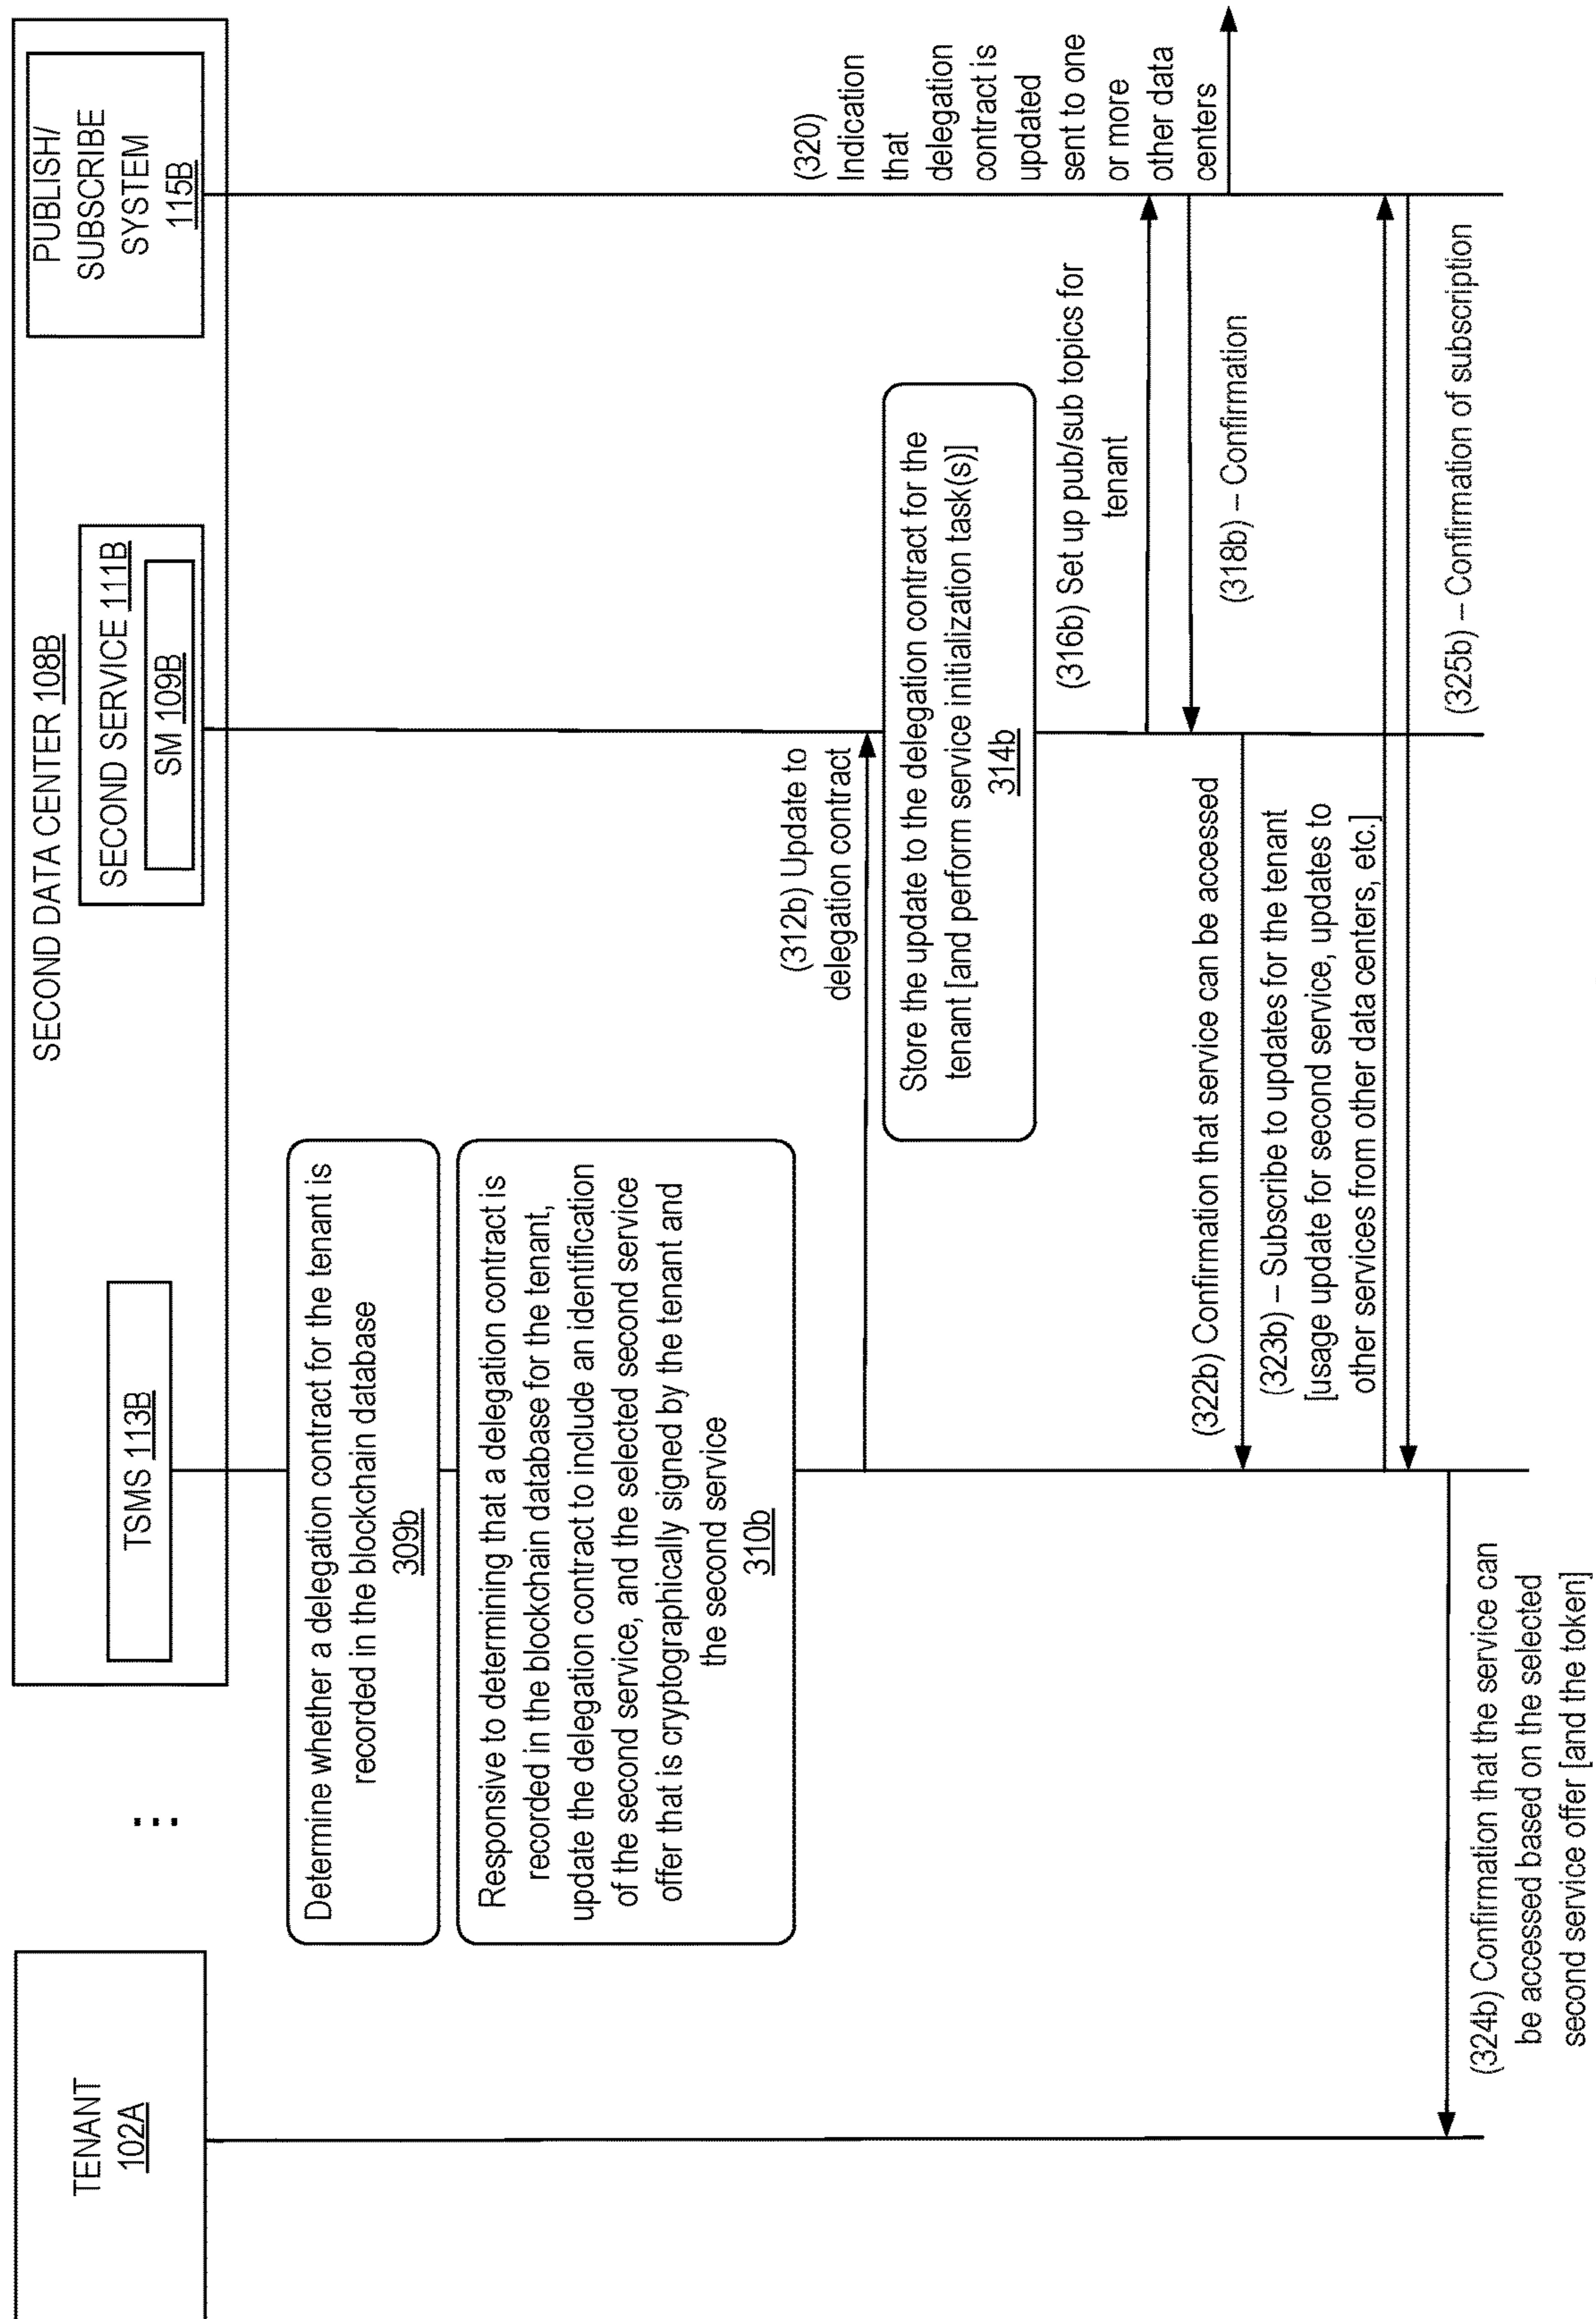 TENANT
102A
...
SECOND DATA CENTER 108B
TSMS 113B
SECOND SERVICE 111B
SM 109B
PUBLISH/
SUBSCRIBE
SYSTEM
115B
Determine whether a delegation contract for the tenant is
recorded in the blockchain database
309b
Responsive to determining that a delegation contract is
recorded in the blockchain database for the tenant,
update the delegation contract to include an identification
of the second service, and the selected second service
offer that is cryptographically signed by the tenant and
the second service
310b
(312b) Update to
delegation contract
Store the update to the delegation contract for the
tenant [and perform service initialization task(s)]
314b
(316b) Set up pub/sub topics for
tenant
(318b) – Confirmation
(320)
Indication
that
delegation
contract is
updated
sent to one
or more
other data
centers
(322b) Confirmation that service can be accessed
(323b) – Subscribe to updates for the tenant
[usage update for second service, updates to
other services from other data centers, etc.]
(325b) – Confirmation of subscription
(324b) Confirmation that the service can
be accessed based on the selected
second service offer [and the token]